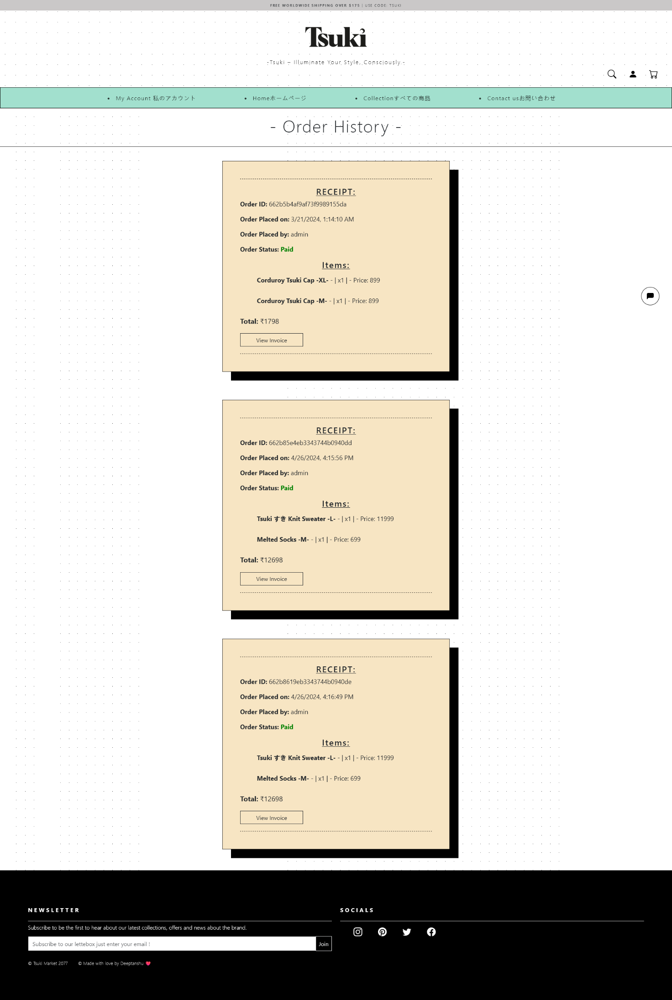 FREE WORLDWIDE SHIPPING OVER $175 | USE CODE: TSUKI
Tsuki
-Tsuki – Illuminate Your Style, Consciously.-
My Account 私のアカウント
Homeホームページ
Collectionすべての商品
Contact usお問い合わせ
- Order History -
RECEIPT:
Order ID: 662b5b4af9af73f9989155da
Order Placed on: 3/21/2024, 1:14:10 AM
Order Placed by: admin
Order Status: Paid
Items:
Corduroy Tsuki Cap -XL- - | x1 | - Price: 899
Corduroy Tsuki Cap -M- - | x1 | - Price: 899
Total: ₹1798
View Invoice
RECEIPT:
Order ID: 662b85e4eb3343744b0940dd
Order Placed on: 4/26/2024, 4:15:56 PM
Order Placed by: admin
Order Status: Paid
Items:
Tsuki すき Knit Sweater -L- - | x1 | - Price: 11999
Melted Socks -M- - | x1 | - Price: 699
Total: ₹12698
View Invoice
RECEIPT:
Order ID: 662b8619eb3343744b0940de
Order Placed on: 4/26/2024, 4:16:49 PM
Order Placed by: admin
Order Status: Paid
Items:
Tsuki すき Knit Sweater -L- - | x1 | - Price: 11999
Melted Socks -M- - | x1 | - Price: 699
Total: ₹12698
View Invoice
NEWSLETTER
Subscribe to be the first to hear about our latest collections, offers and news about the brand.
Subscribe to our lettebox just enter your email !
Join
© Tsuki Market 2077
© Made with love by Deeptanshu 💖
SOCIALS